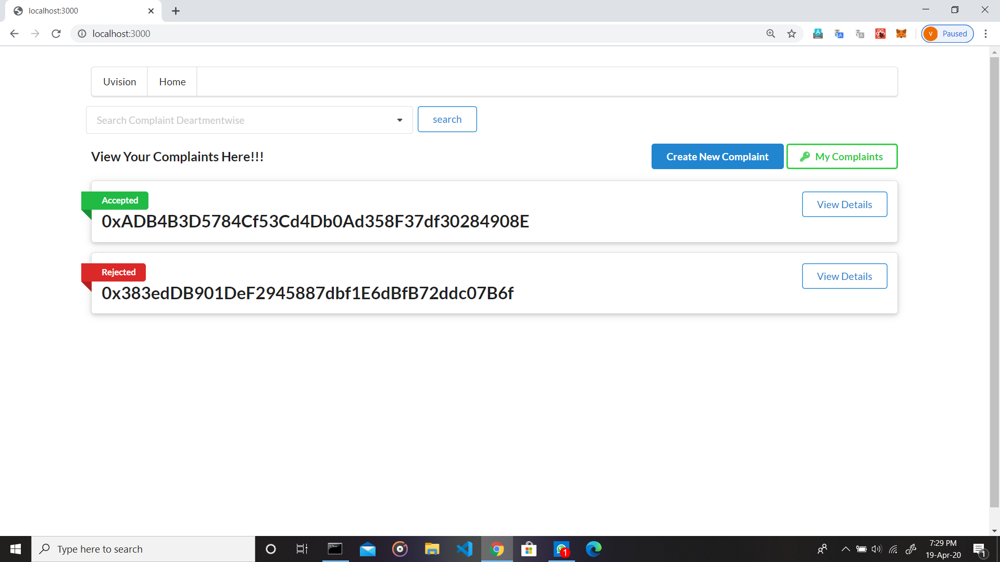 localhost:3000
localhost:3000
V Paused
Uvision Home
Search Complaint Deartmentwise
search
View Your Complaints Here!!!
Create New Complaint
My Complaints
Accepted
View Details
0xADB4B3D5784Cf53Cd4Db0Ad358F37df30284908E
Rejected
View Details
0x383edDB901DeF2945887dbf1E6dBfB72ddc07B6f
Type here to search
1
7:29 PM
19-Apr-20
1